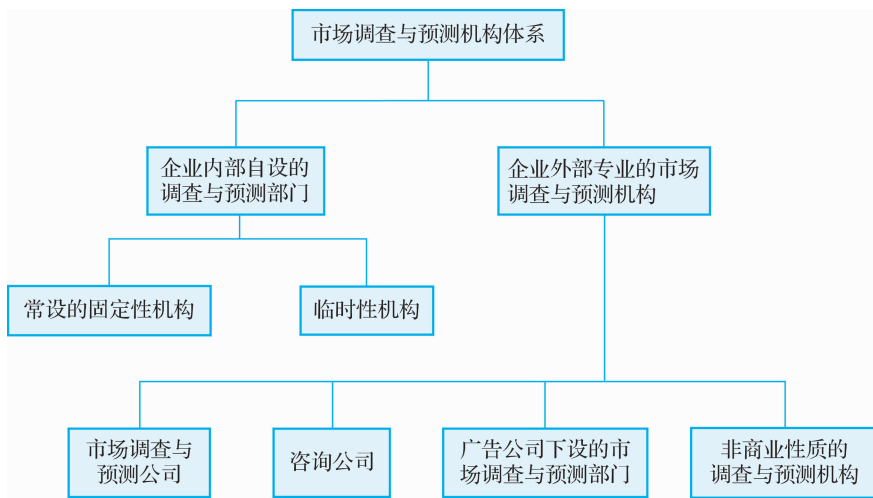 市场调查与预测机构体系
企业内部自设的
调查与预测部门
企业外部专业的市场
调查与预测机构
常设的固定性机构
临时性机构
市场调查与
预测公司
咨询公司
广告公司下设的市
场调查与预测部门
非商业性质的
调查与预测机构